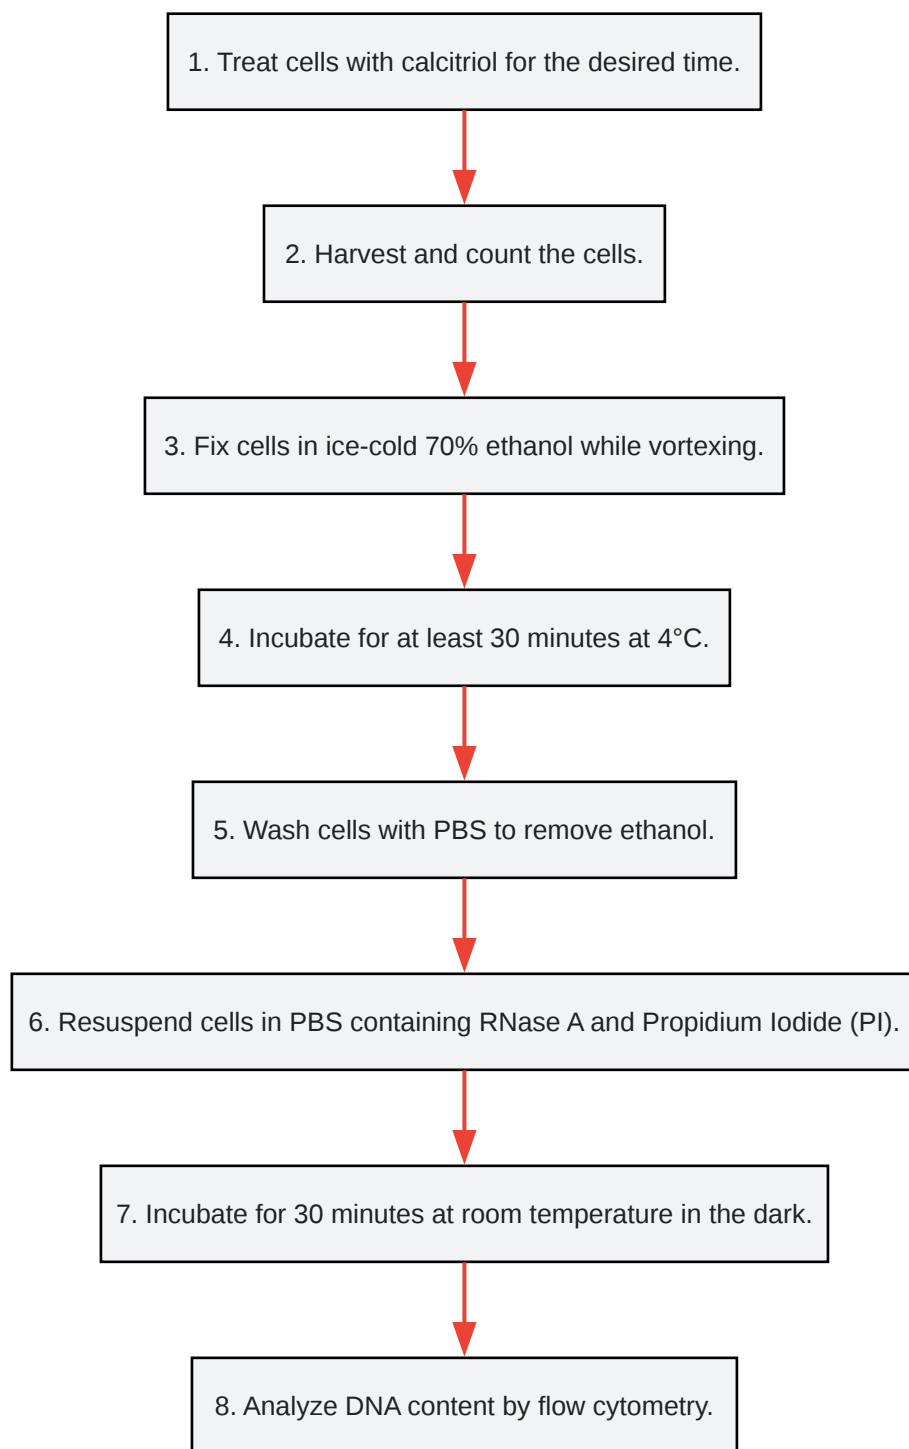 1. Treat cells with calcitriol for the desired time.
2. Harvest and count the cells.
3. Fix cells in ice-cold 70% ethanol while vortexing.
4. Incubate for at least 30 minutes at 4°C.
5. Wash cells with PBS to remove ethanol.
6. Resuspend cells in PBS containing RNase A and Propidium Iodide (PI).
7. Incubate for 30 minutes at room temperature in the dark.
8. Analyze DNA content by flow cytometry.